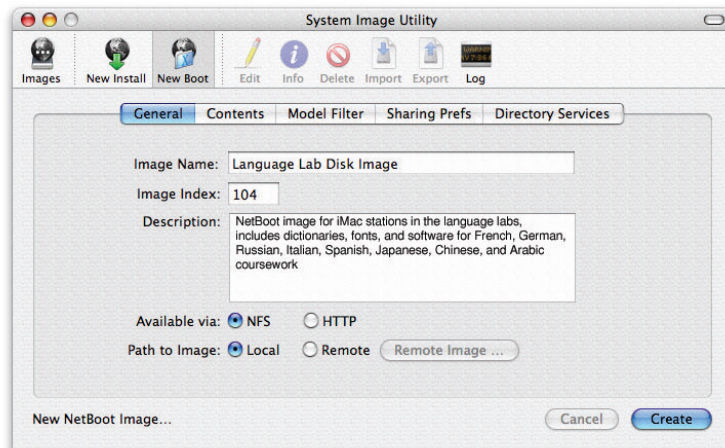 System Image Utility
Images New Install New Boot Edit Info Delete Import Export Log
General Contents Model Filter Sharing Prefs Directory Services
Image Name: Language Lab Disk Image
Image Index: 104
Description: NetBoot image for iMac stations in the language labs,
includes dictionaries, fonts, and software for French, German,
Russian, Italian, Spanish, Japanese, Chinese, and Arabic
coursework
Available via: NFS HTTP
Path to Image: Local Remote Remote Image ...
New NetBoot Image... Cancel Create